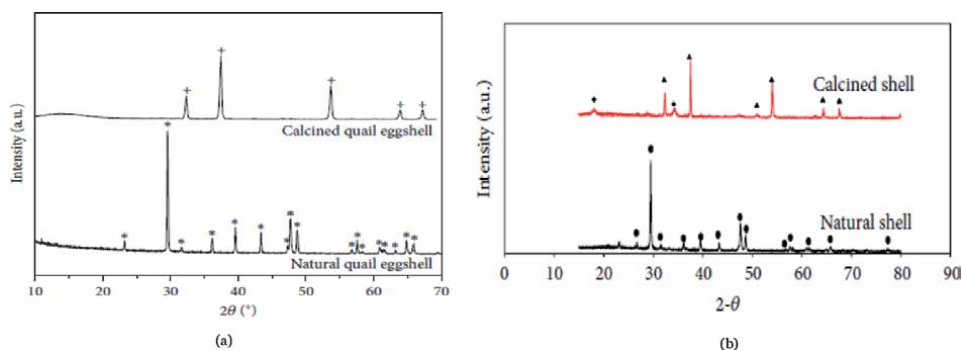 Intensity (a.u.)
+ + + + +
Calcined quail eggshell
* * * * * * * * * * * * * * *
Natural quail eggshell
10 30 40 50 60 70
2θ (°)
(a)
Intensity (a.u.)
Calcined shell
Natural shell
0 10 20 30 40 50 60 70 80 90
2-θ
(b)